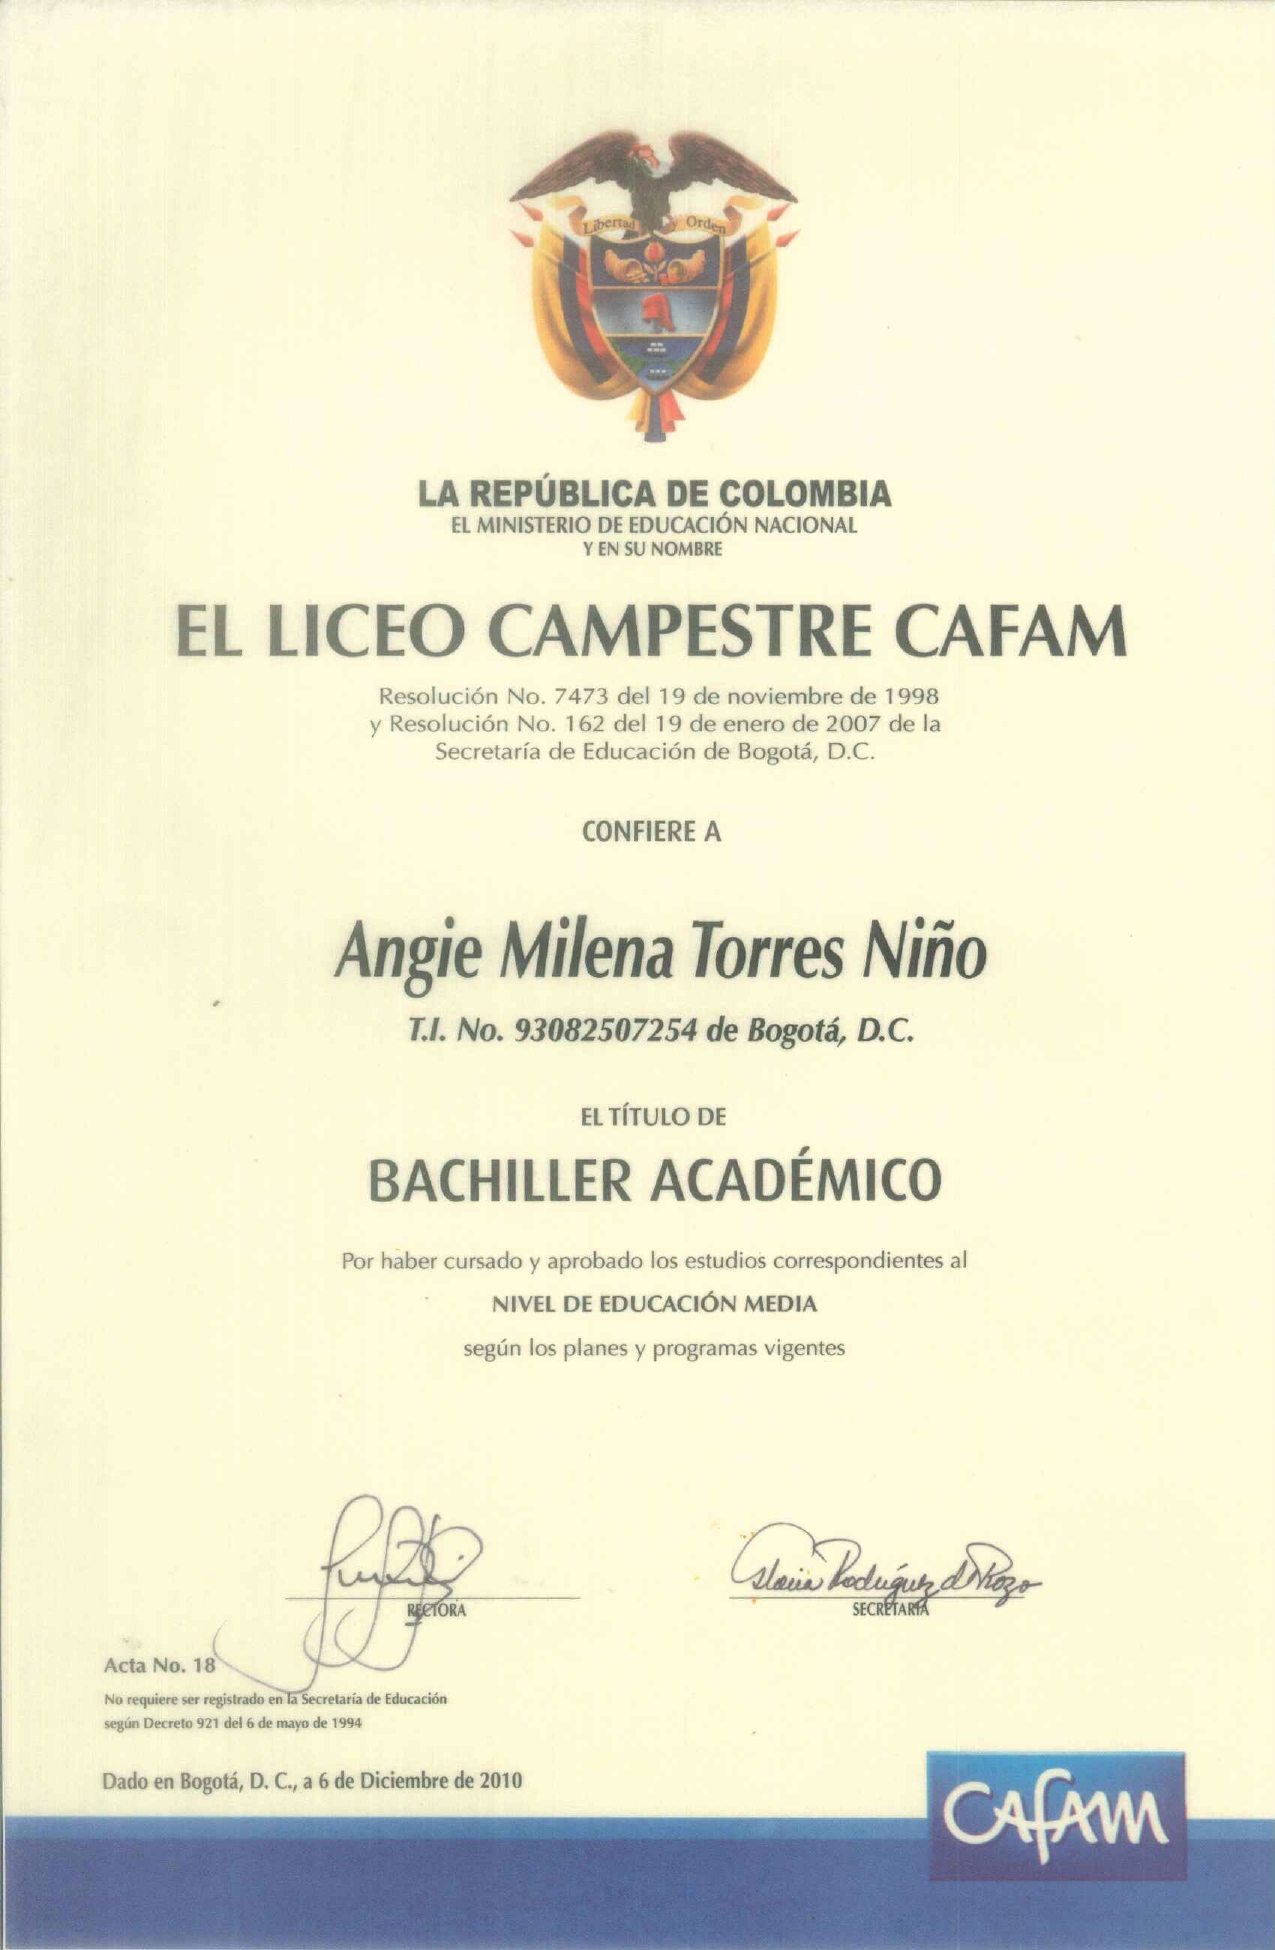 Libertad y Orden
LA REPÚBLICA DE COLOMBIA
EL MINISTERIO DE EDUCACIÓN NACIONAL
Y EN SU NOMBRE
EL LICEO CAMPESTRE CAFAM
Resolución No. 7473 del 19 de noviembre de 1998
y Resolución No. 162 del 19 de enero de 2007 de la
Secretaría de Educación de Bogotá, D.C.
CONFIERE A
Angie Milena Torres Niño
T.I. No. 93082507254 de Bogotá, D.C.
EL TÍTULO DE
BACHILLER ACADÉMICO
Por haber cursado y aprobado los estudios correspondientes al
NIVEL DE EDUCACIÓN MEDIA
según los planes y programas vigentes
Gloria Rodríguez de Rozo
RECTORA
SECRETARIA
Acta No. 18
No requiere ser registrado en la Secretaría de Educación
según Decreto 921 del 6 de mayo de 1994
Dado en Bogotá, D. C., a 6 de Diciembre de 2010
CAFAM